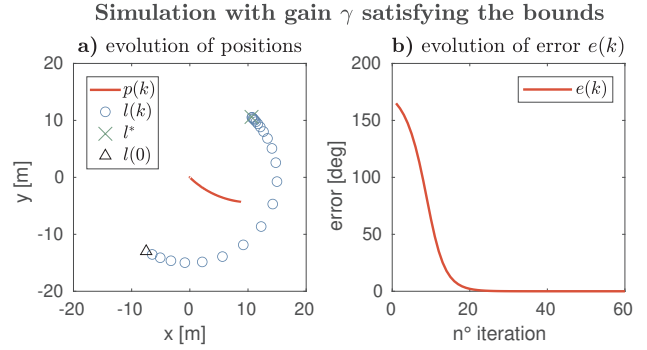 Simulation with gain γ satisfying the bounds
a) evolution of positions
b) evolution of error e(k)
20
10
0
-10
-20
y [m]
-20
-10
0
10
20
x [m]
p(k)
l(k)
l*
l(0)
200
150
100
50
0
error [deg]
0
20
40
60
n° iteration
e(k)